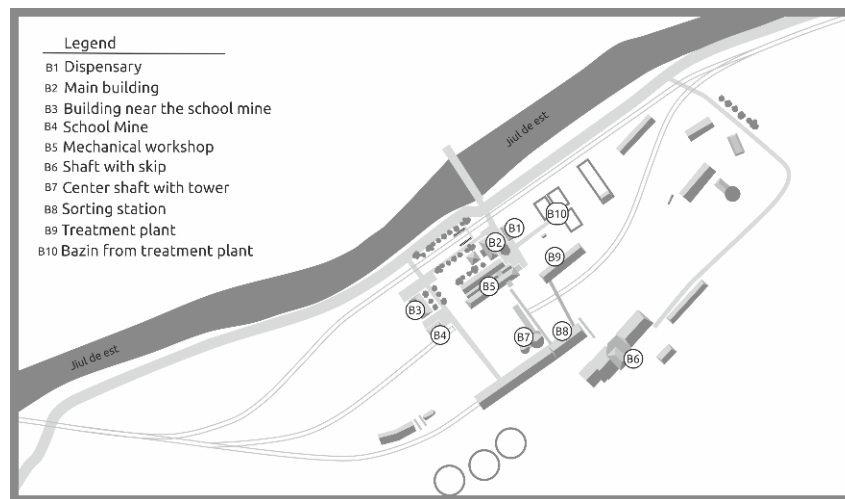 Legend
B1 Dispensary
B2 Main building
B3 Building near the school mine
B4 School Mine
B5 Mechanical workshop
B6 Shaft with skip
B7 Center shaft with tower
B8 Sorting station
B9 Treatment plant
B10 Bazin from treatment plant
Jiul de est
B1
B10
B2
B9
B5
B3
B4
B7
B8
B6
Jiul de est